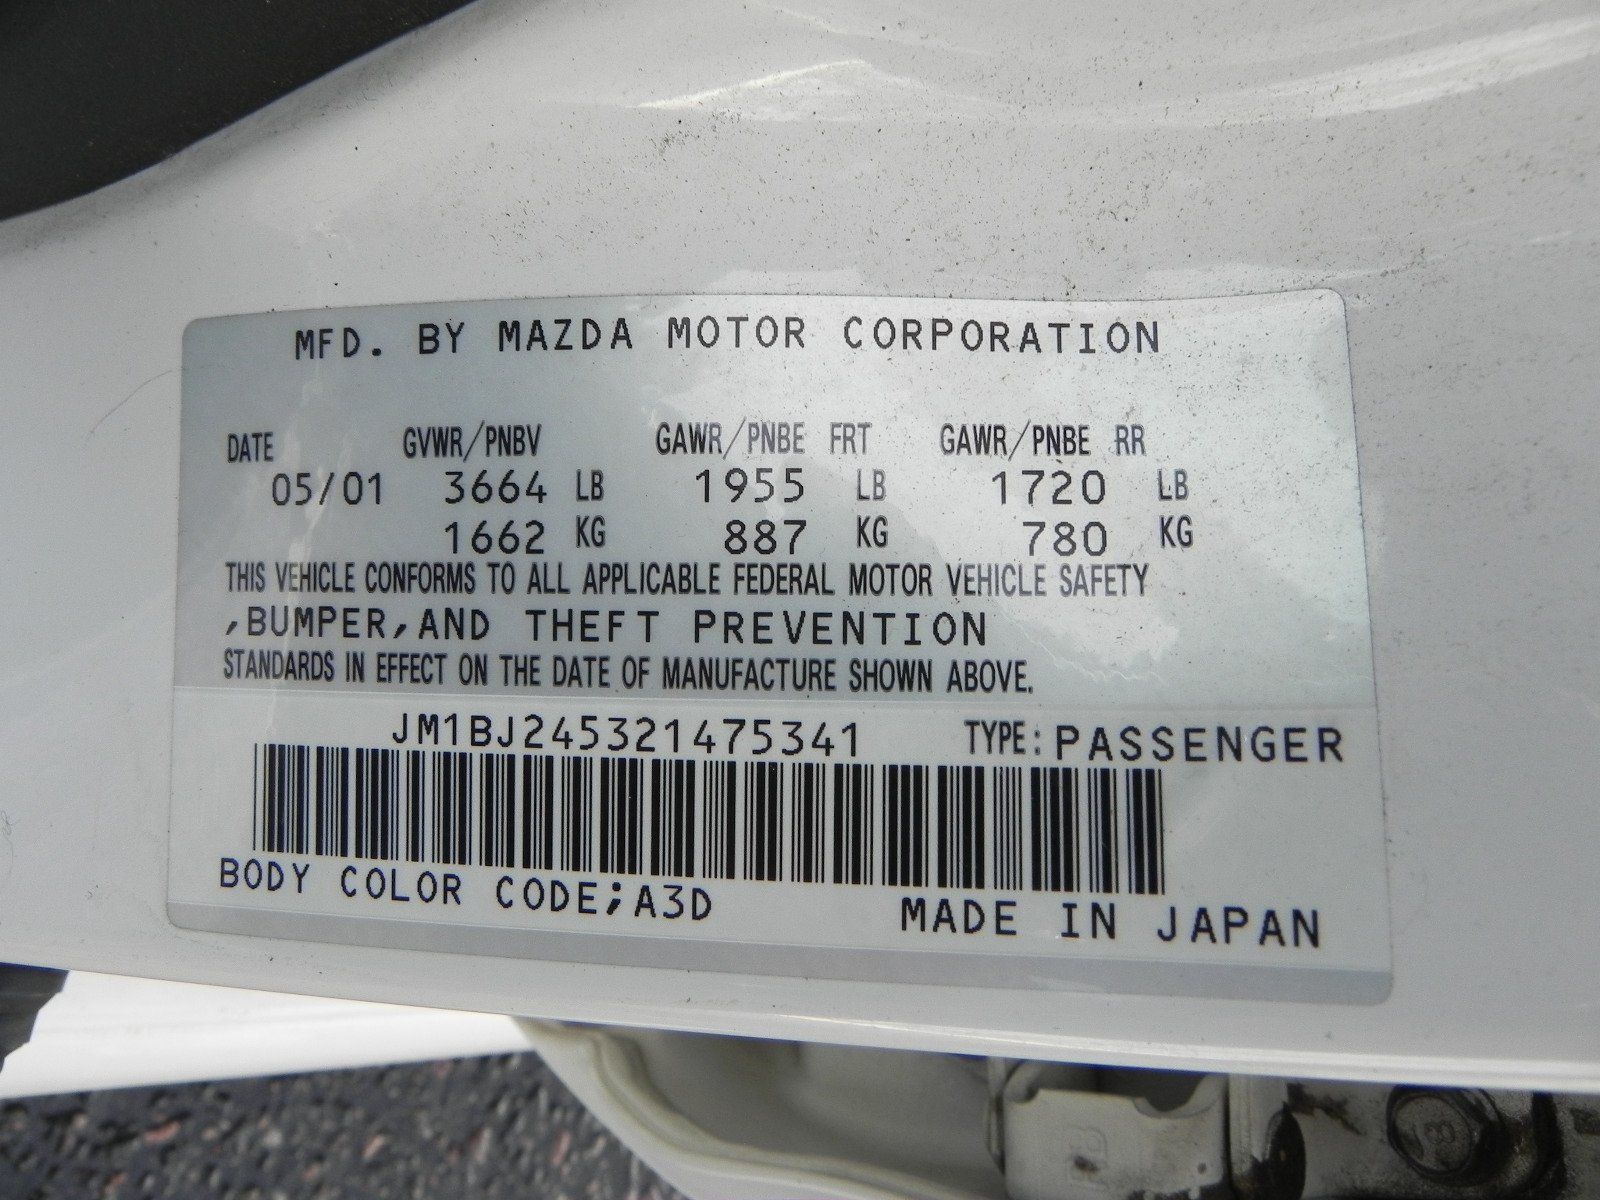 MFD. BY MAZDA MOTOR CORPORATION
DATE GVWR/PNBV GAWR/PNBE FRT GAWR/PNBE RR
05/01 3664 LB 1955 LB 1720 LB
1662 KG 887 KG 780 KG
THIS VEHICLE CONFORMS TO ALL APPLICABLE FEDERAL MOTOR VEHICLE SAFETY
,BUMPER,AND THEFT PREVENTION
STANDARDS IN EFFECT ON THE DATE OF MANUFACTURE SHOWN ABOVE.
JM1BJ245321475341 TYPE: PASSENGER
BODY COLOR CODE;A3D MADE IN JAPAN
8